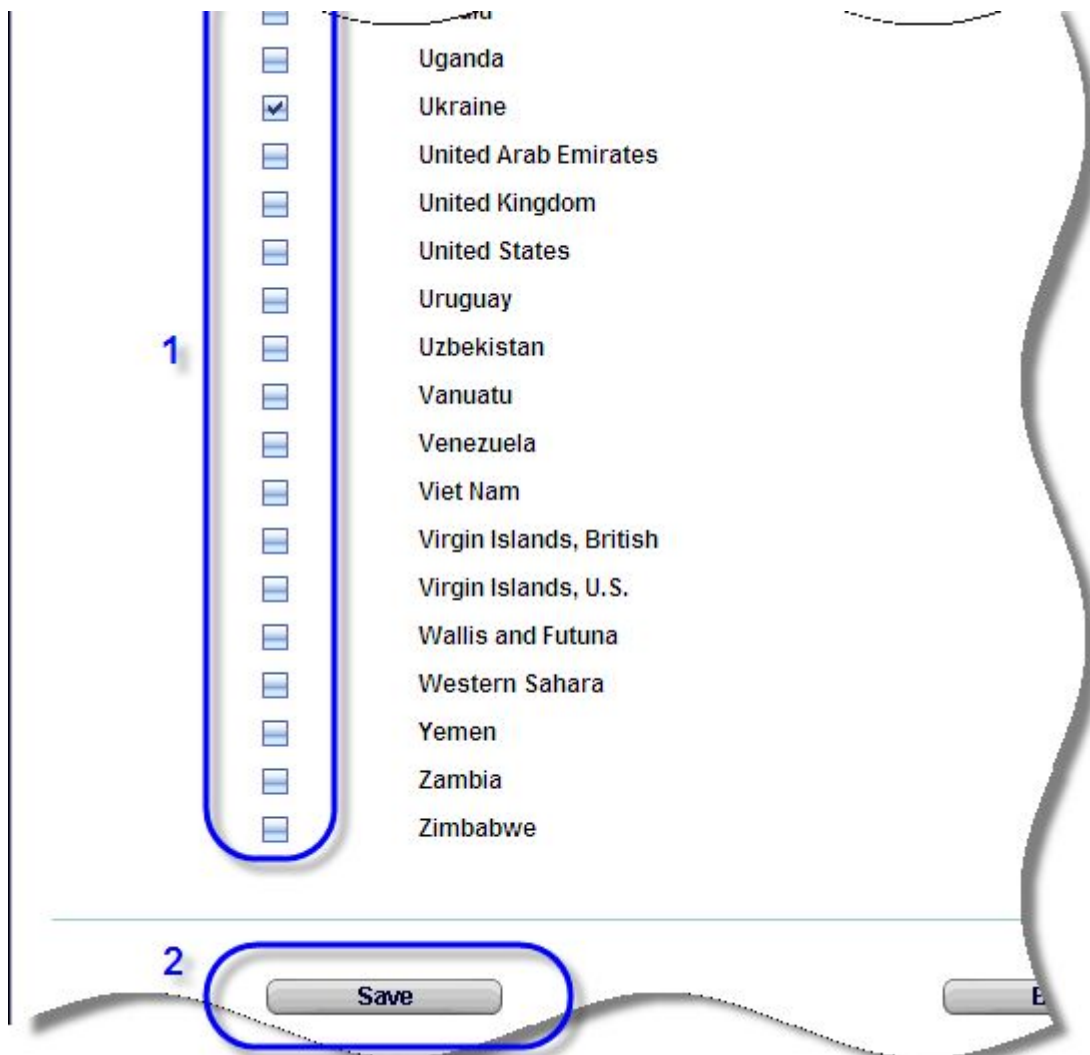 Uganda
Ukraine
United Arab Emirates
United Kingdom
United States
Uruguay
1
Uzbekistan
Vanuatu
Venezuela
Viet Nam
Virgin Islands, British
Virgin Islands, U.S.
Wallis and Futuna
Western Sahara
Yemen
Zambia
Zimbabwe
2
Save